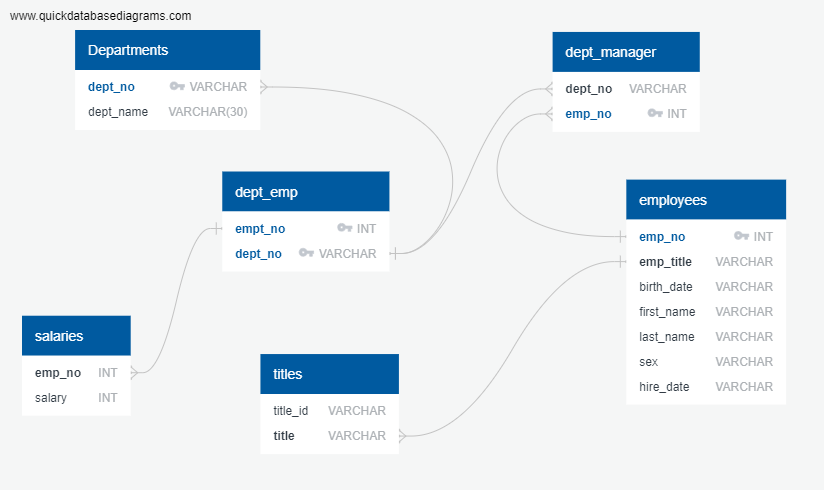 www.quickdatabasediagrams.com
Departments
dept_no VARCHAR
dept_name VARCHAR(30)
dept_manager
dept_no VARCHAR
emp_no INT
dept_emp
empt_no INT
dept_no VARCHAR
employees
emp_no INT
emp_title VARCHAR
birth_date VARCHAR
first_name VARCHAR
last_name VARCHAR
sex VARCHAR
hire_date VARCHAR
salaries
emp_no INT
salary INT
titles
title_id VARCHAR
title VARCHAR